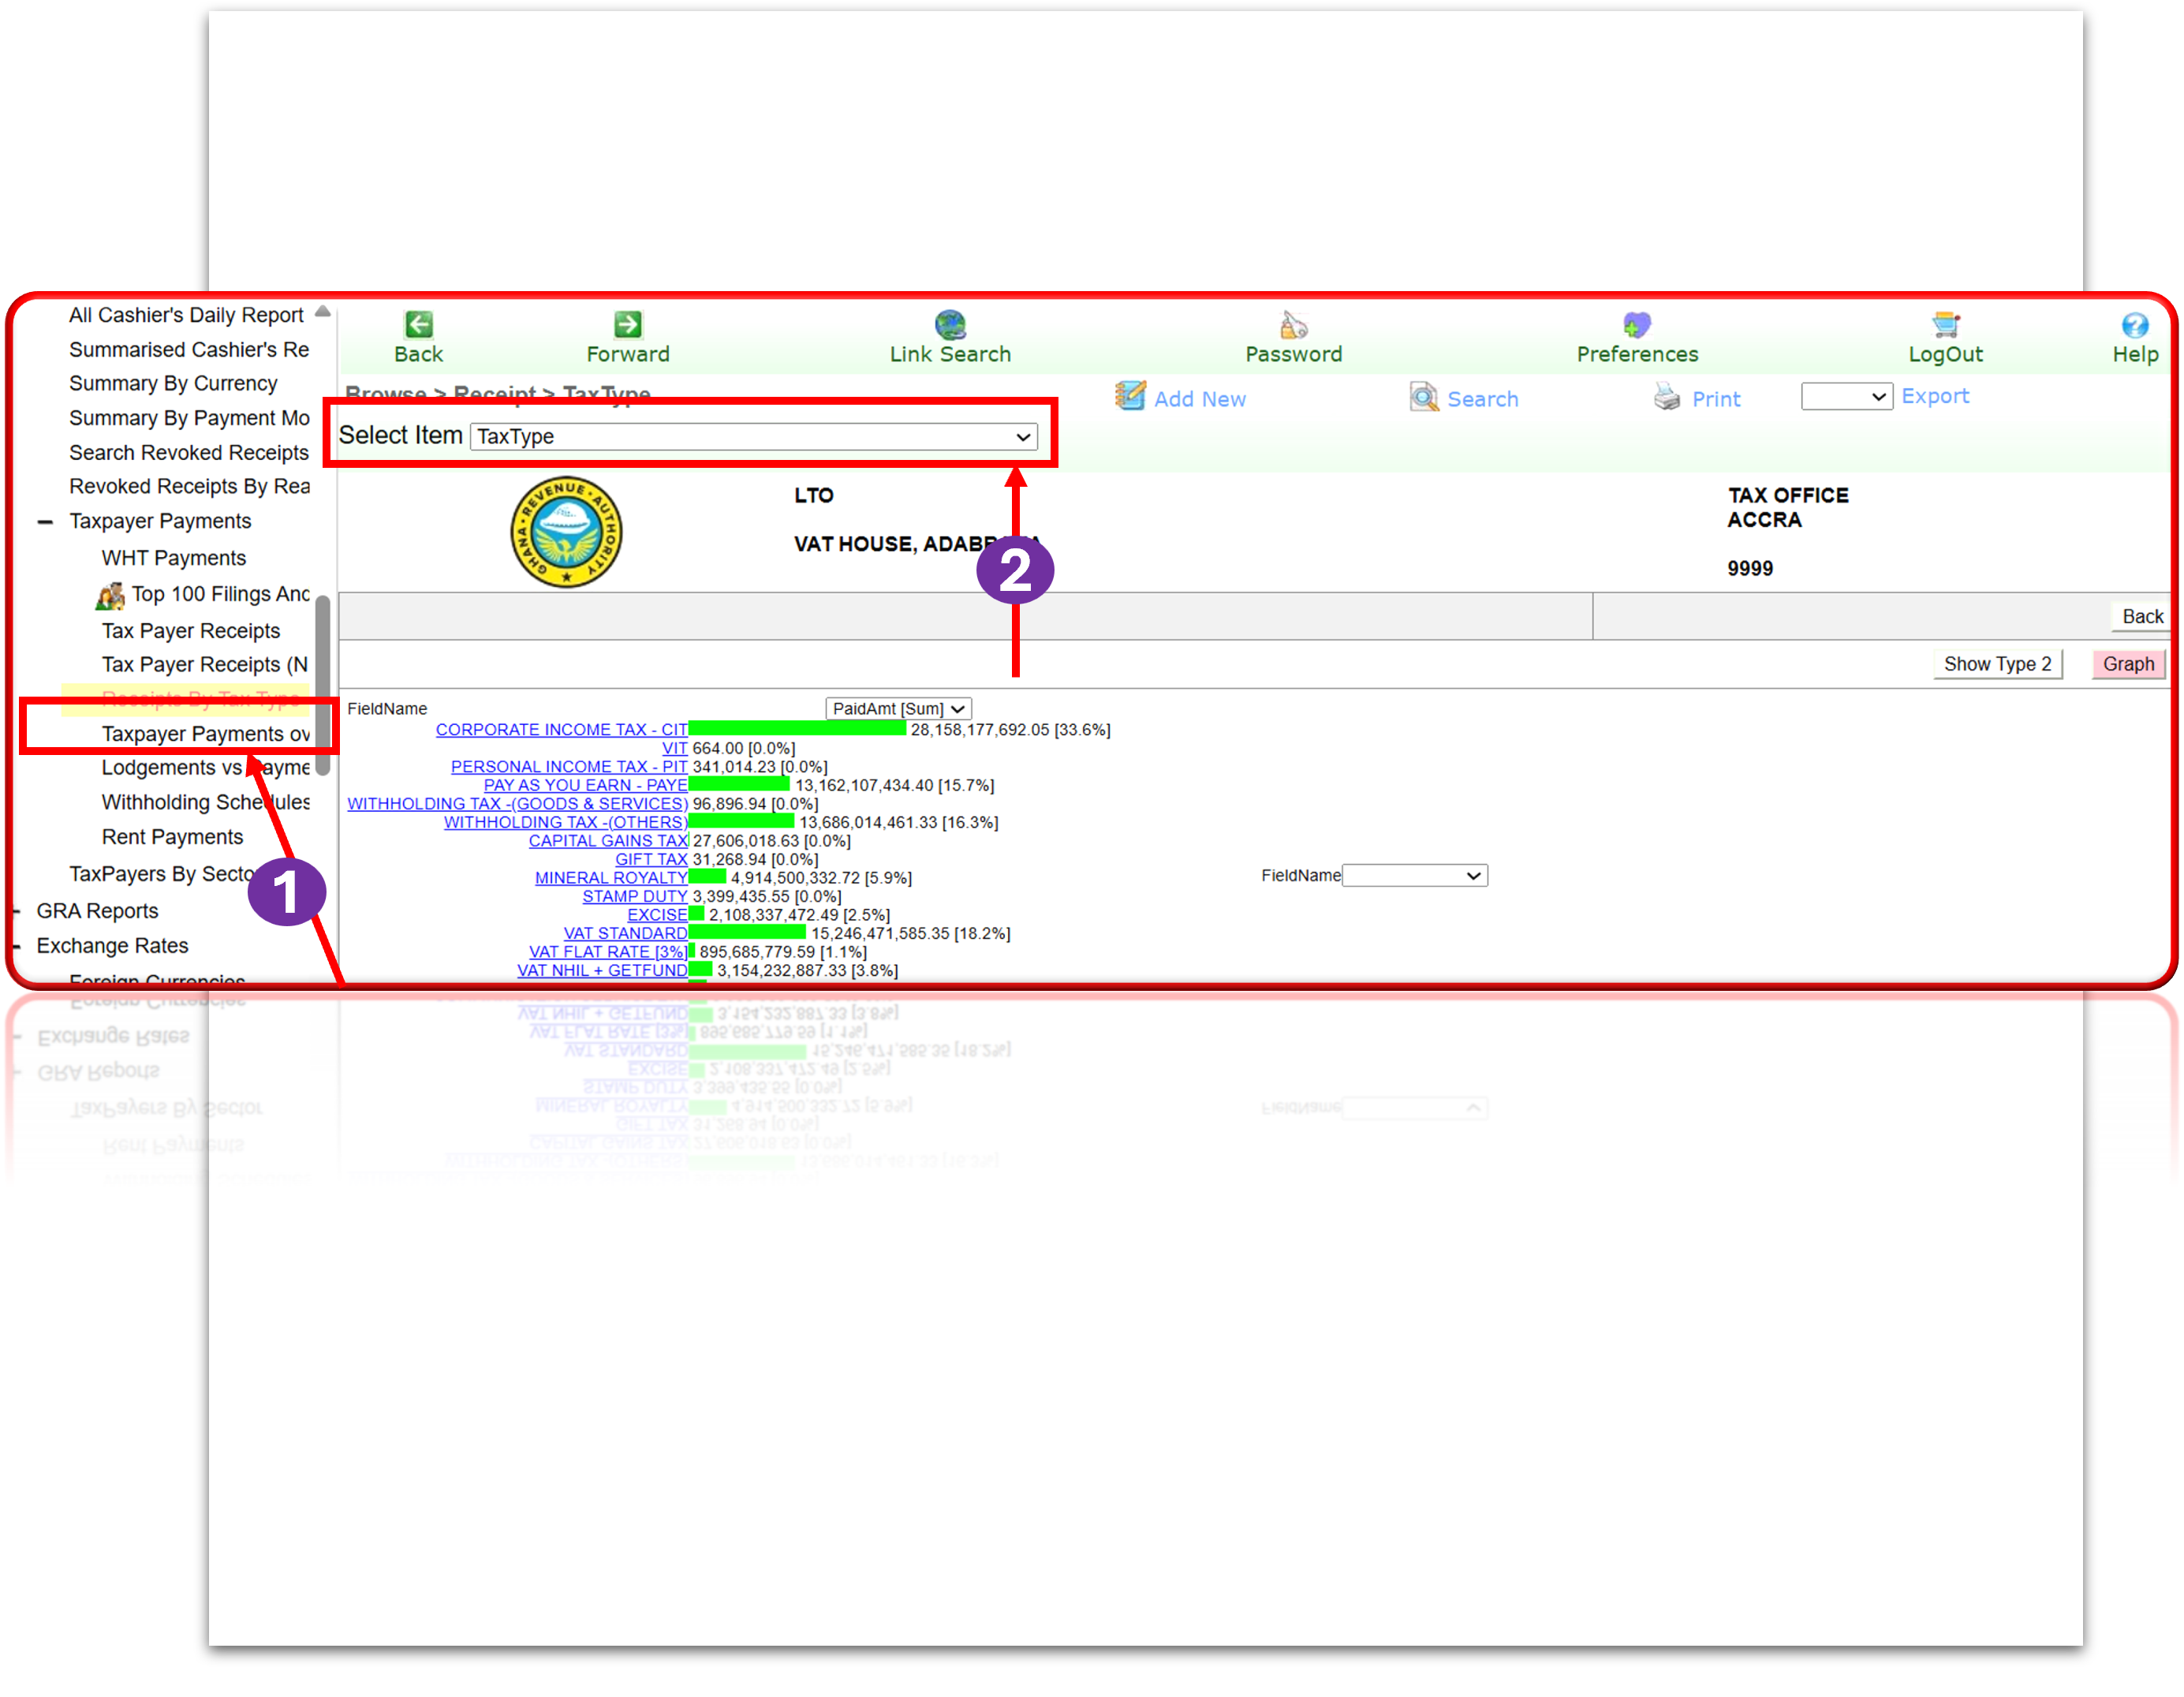 All Cashier's Daily Report
Summarised Cashier's Re
Summary By Currency
Summary By Payment Mo
Search Revoked Receipts
Revoked Receipts By Rea
Taxpayer Payments
WHT Payments
Top 100 Filings And
Tax Payer Receipts
Tax Payer Receipts (N
Receipts By Tax Type
Taxpayer Payments ov
Lodgements vs Payme
Withholding Schedules
Rent Payments
TaxPayers By Secto
GRA Reports
Exchange Rates
Foreign Currencies
1
Back
Forward
Link Search
Password
Preferences
LogOut
Help
Browse > Receipt > TaxType
Add New
Search
Print
Export
Select Item TaxType
GHANA · REVENUE · AUTHORITY
LTO
VAT HOUSE,
TAX OFFICE
ACCRA
9999
2
Back
Show Type 2
Graph
FieldName
PaidAmt [Sum]
CORPORATE INCOME TAX - CIT 28,158,177,692.05 [33.6%]
VIT 664.00 [0.0%]
PERSONAL INCOME TAX - PIT 341,014.23 [0.0%]
PAY AS YOU EARN - PAYE 13,162,107,434.40 [15.7%]
WITHHOLDING TAX -(GOODS & SERVICES) 96,896.94 [0.0%]
WITHHOLDING TAX -(OTHERS) 13,686,014,461.33 [16.3%]
CAPITAL GAINS TAX 27,606,018.63 [0.0%]
GIFT TAX 31,268.94 [0.0%]
MINERAL ROYALTY 4,914,500,332.72 [5.9%]
STAMP DUTY 3,399,435.55 [0.0%]
EXCISE 2,108,337,472.49 [2.5%]
VAT STANDARD 15,246,471,585.35 [18.2%]
VAT FLAT RATE [3%] 895,685,779.59 [1.1%]
VAT NHIL + GETFUND 3,154,232,887.33 [3.8%]
FieldName